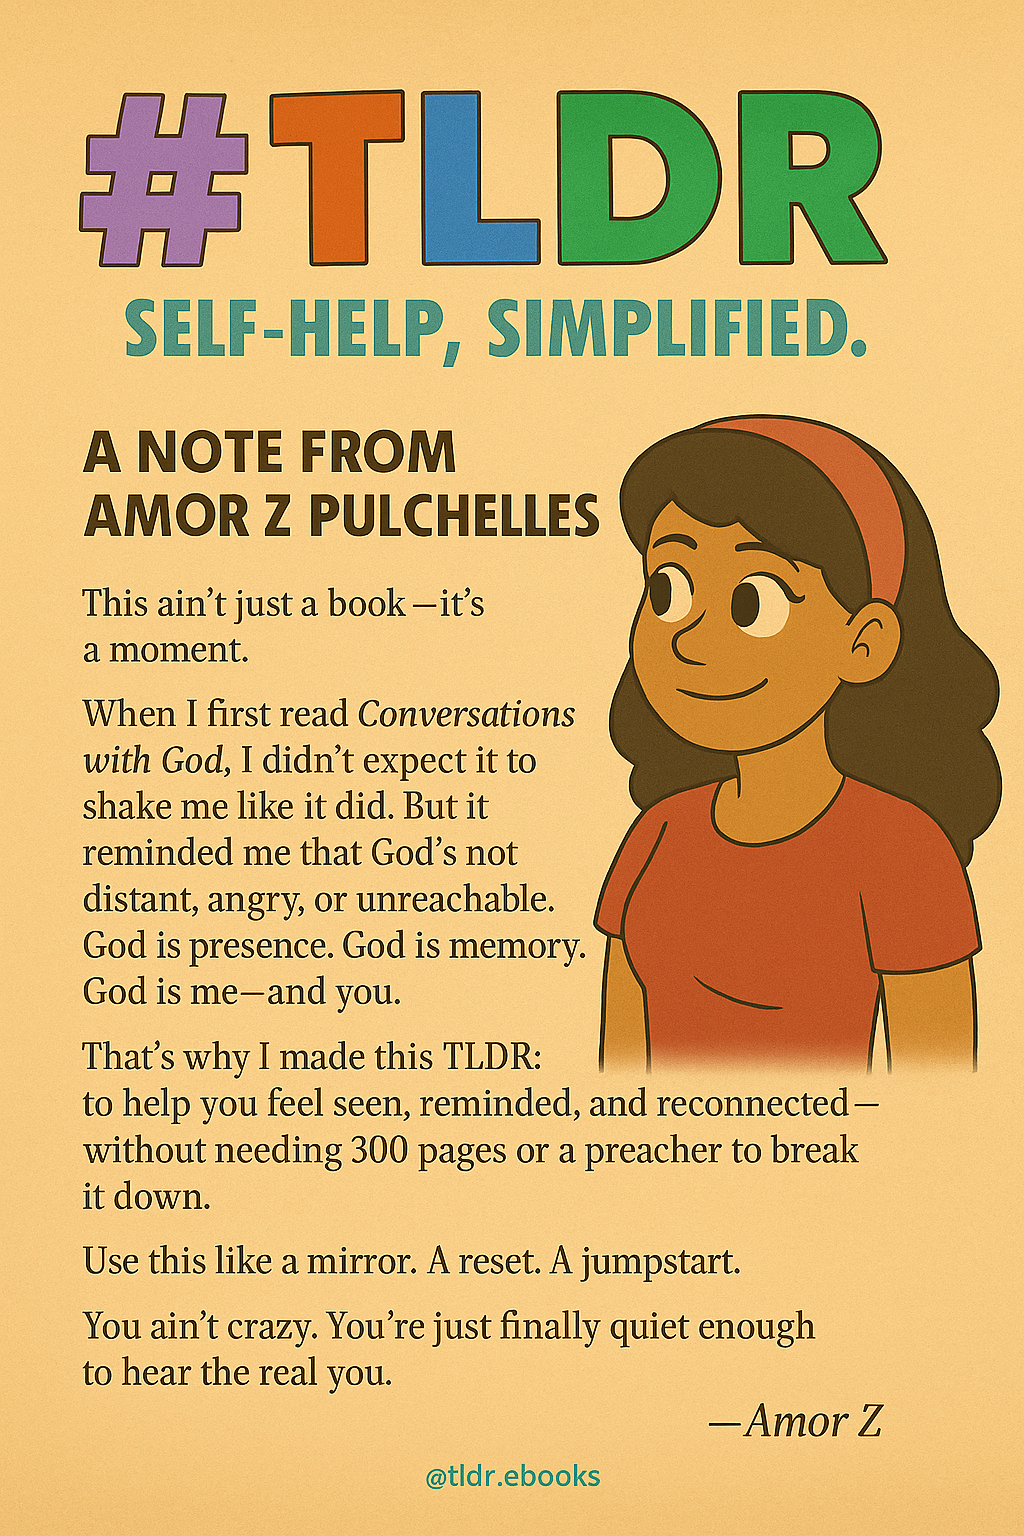 #TLDR
SELF-HELP, SIMPLIFIED.
A NOTE FROM
AMOR Z PULCHELLES
This ain’t just a book—it’s
a moment.
When I first read Conversations
with God, I didn’t expect it to
shake me like it did. But it
reminded me that God’s not
distant, angry, or unreachable.
God is presence. God is memory.
God is me—and you.
That’s why I made this TLDR:
to help you feel seen, reminded, and reconnected—
without needing 300 pages or a preacher to break
it down.
Use this like a mirror. A reset. A jumpstart.
You ain’t crazy. You’re just finally quiet enough
to hear the real you.
—Amor Z
@tldr.ebooks